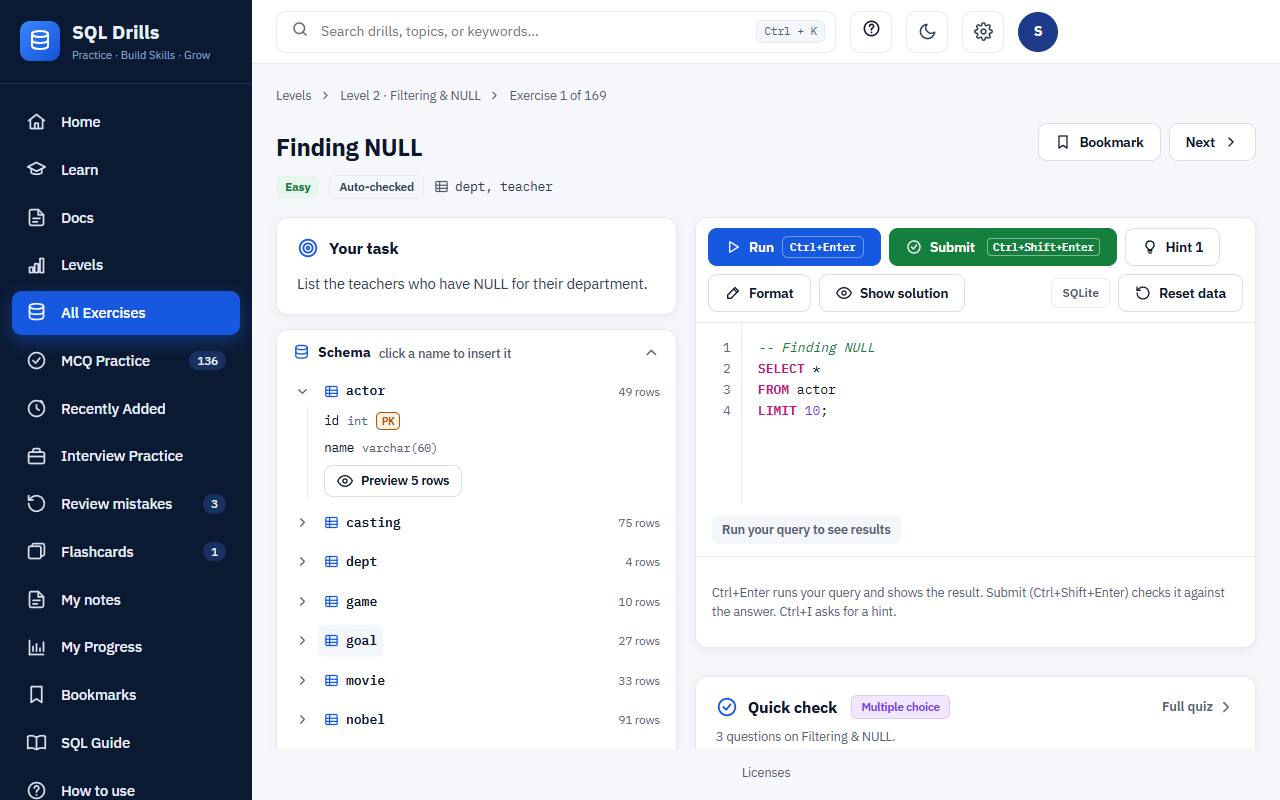 SQL Drills
Practice · Build Skills · Grow
Home
Learn
Docs
Levels
All Exercises
MCQ Practice 136
Recently Added
Interview Practice
Review mistakes 3
Flashcards 1
My notes
My Progress
Bookmarks
SQL Guide
How to use
Search drills, topics, or keywords... Ctrl + K
S
Levels > Level 2 · Filtering & NULL > Exercise 1 of 169
Finding NULL
Bookmark
Next
Easy Auto-checked dept, teacher
Your task
List the teachers who have NULL for their department.
Schema click a name to insert it
actor 49 rows
id int PK
name varchar(60)
Preview 5 rows
casting 75 rows
dept 4 rows
game 10 rows
goal 27 rows
movie 33 rows
nobel 91 rows
Run Ctrl+Enter
Submit Ctrl+Shift+Enter
Hint 1
Format
Show solution
SQLite
Reset data
1 -- Finding NULL
2 SELECT *
3 FROM actor
4 LIMIT 10;
Run your query to see results
Ctrl+Enter runs your query and shows the result. Submit (Ctrl+Shift+Enter) checks it against
the answer. Ctrl+I asks for a hint.
Quick check Multiple choice Full quiz
3 questions on Filtering & NULL.
Licenses